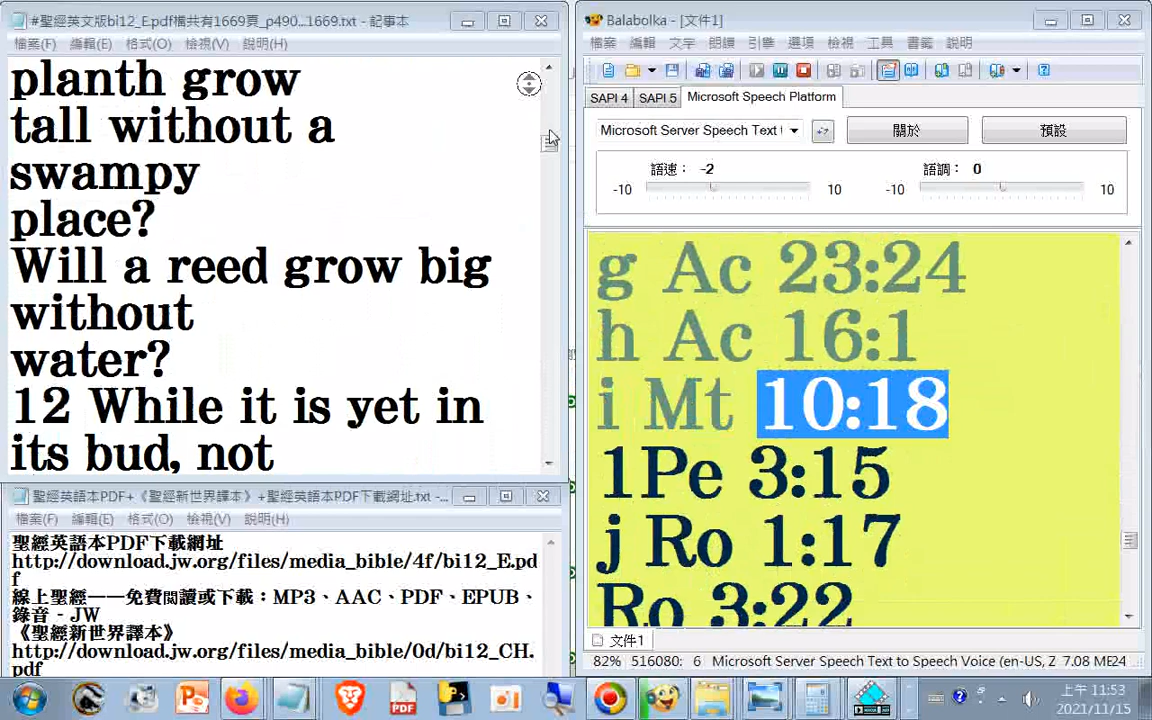 #聖經英文版bi12_E.pdf檔共有1669頁_p490...1669.txt - 記事本
檔案(F) 編輯(E) 格式(O) 檢視(V) 說明(H)
planth grow
tall without a
swampy
place?
Will a reed grow big
without
water?
12 While it is yet in
its bud, not
聖經英語本PDF+《聖經新世界譯本》+聖經英語本PDF下載網址.txt - ...
檔案(F) 編輯(E) 格式(O) 檢視(V) 說明(H)
聖經英語本PDF下載網址
http://download.jw.org/files/media_bible/4f/bi12_E.pd
f
線上聖經——免費閱讀或下載：MP3、AAC、PDF、EPUB、
錄音 - JW
《聖經新世界譯本》
http://download.jw.org/files/media_bible/0d/bi12_CH.
pdf
Balabolka - [文件1]
檔案 編輯 文字 朗讀 引擎 選項 檢視 工具 書籤 說明
SAPI 4 SAPI 5 Microsoft Speech Platform
Microsoft Server Speech Text 關於 預設
語速： -2 語調： 0
-10 10 -10 10
g Ac 23:24
h Ac 16:1
i Mt 10:18
1Pe 3:15
j Ro 1:17
Ro 3:22
文件1
82% 516080: 6 Microsoft Server Speech Text to Speech Voice (en-US, Z 7.08 ME24
上午 11:53
2021/11/15